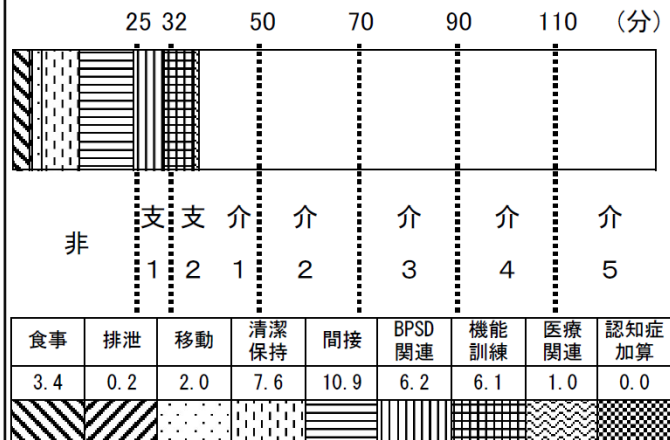 25 32 50 70 90 110 （分）
非 支 支 介 介 介 介 介
1 2 1 2 3 4 5
食事 排泄 移動 清潔保持 間接 BPSD関連 機能訓練 医療関連 認知症加算
3.4 0.2 2.0 7.6 10.9 6.2 6.1 1.0 0.0